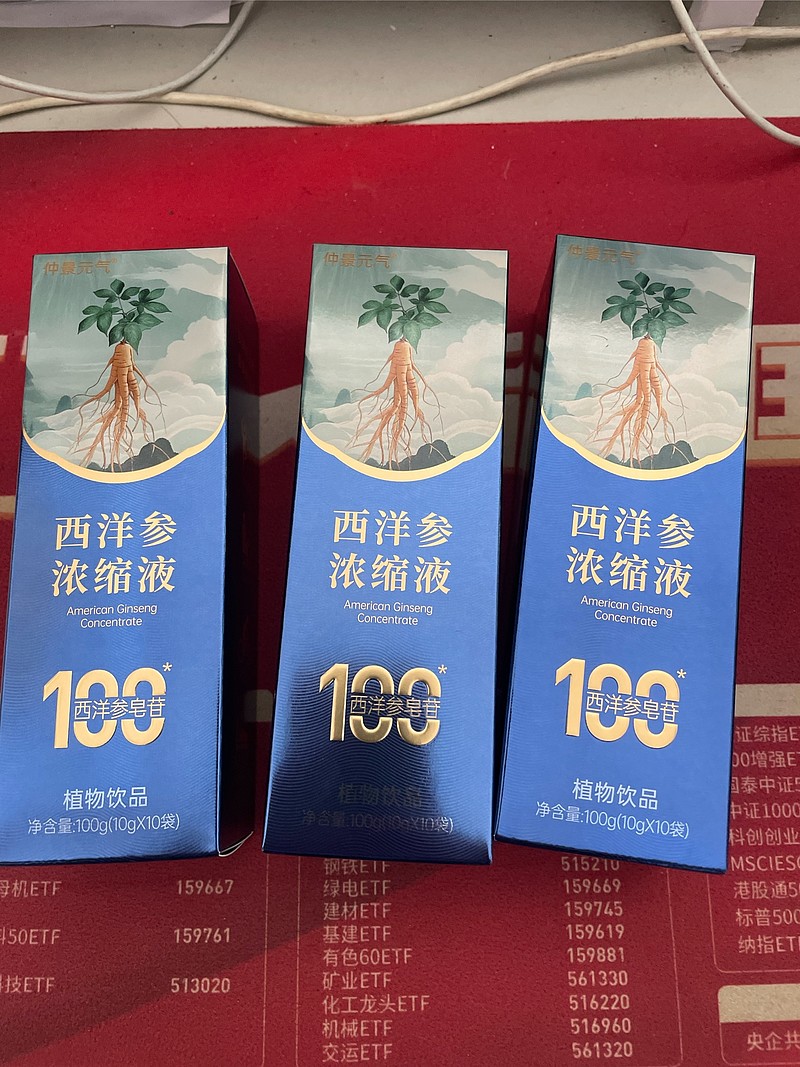 仲景元气
西洋参
浓缩液
American Ginseng
Concentrate
100*
西洋参皂苷
植物饮品
净含量:100g(10gX10袋)
仲景元气
西洋参
浓缩液
American Ginseng
Concentrate
100*
西洋参皂苷
植物饮品
净含量:100g(10gX10袋)
仲景元气
西洋参
浓缩液
American Ginseng
Concentrate
100*
西洋参皂苷
植物饮品
净含量:100g(10gX10袋)
母机ETF 159667
50ETF 159761
技ETF 513020
钢铁ETF 515210
绿电ETF 159669
建材ETF 159745
基建ETF 159619
有色60ETF 159881
矿业ETF 561330
化工龙头ETF 516220
机械ETF 516960
交运ETF 561320
证综指E
00增强E
国泰中证5
中证1000
科创创业
MSCIES
港股通5
标普500
纳指ET
央企共